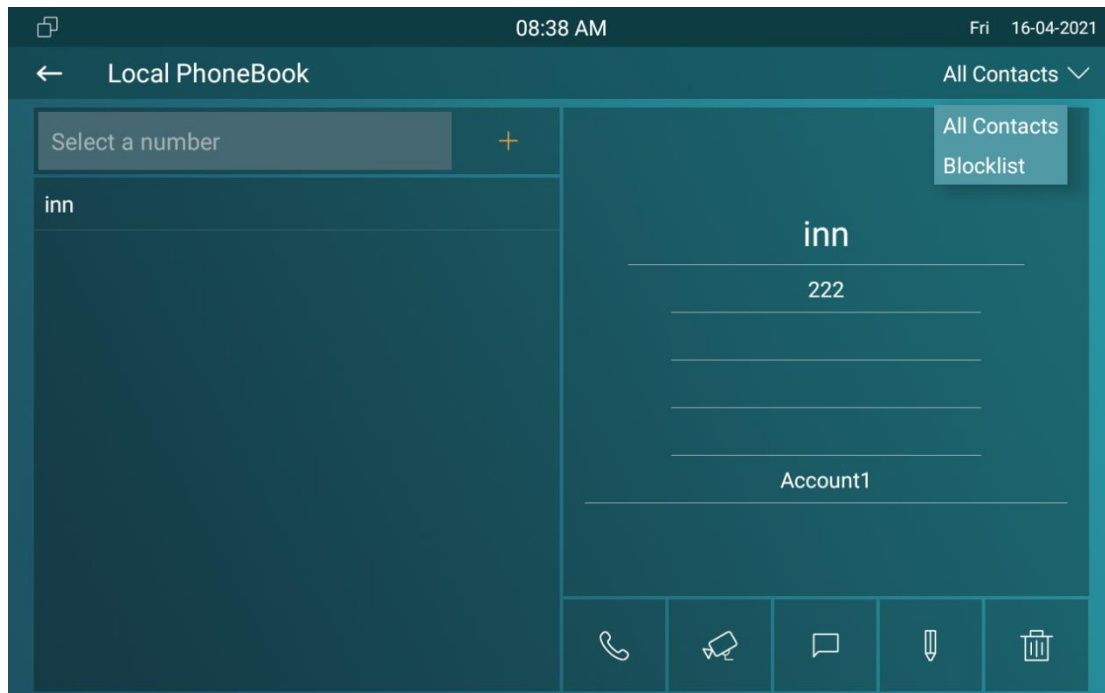 08:38 AM
Fri 16-04-2021
Local PhoneBook
All Contacts
All Contacts
Blocklist
Select a number
+
inn
inn
222
Account1